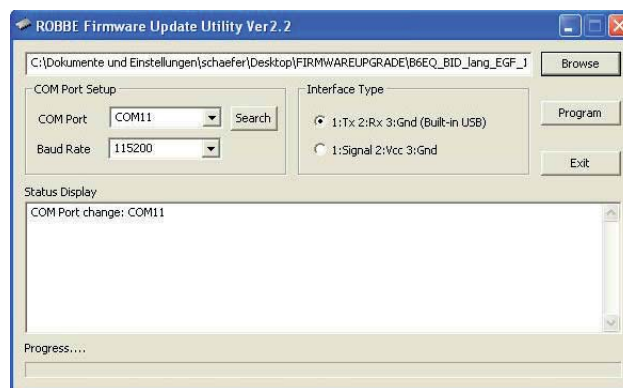 ROBBE Firmware Update Utility Ver2.2
C:\Dokumente und Einstellungen\schaefer\Desktop\FIRMWAREUPGRADE\B6EQ_BID_lang_EGF_1
Browse
COM Port Setup
COM Port
COM11
Search
Baud Rate
115200
Interface Type
1:Tx 2:Rx 3:Gnd (Built-in USB)
1:Signal 2:Vcc 3:Gnd
Program
Exit
Status Display
COM Port change: COM11
Progress....